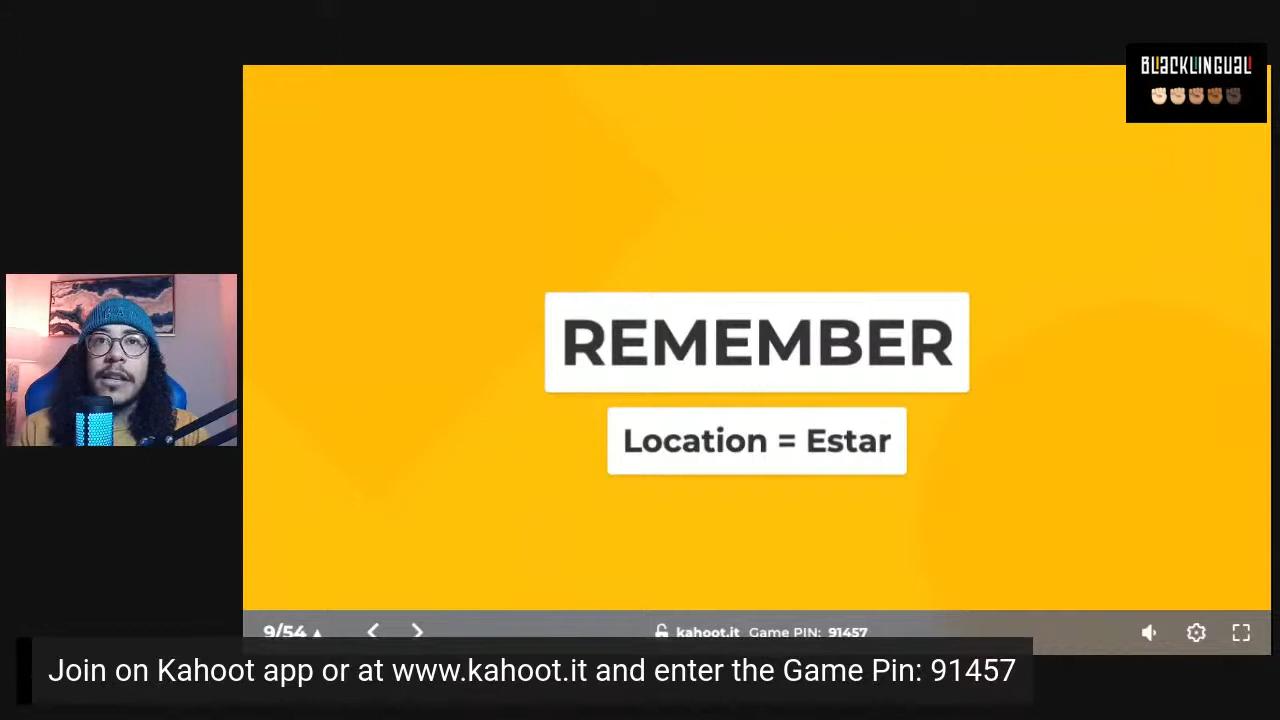 BLACKLINGUAL
REMEMBER
Location = Estar
9/54
kahoot.it Game PIN: 91457
Join on Kahoot app or at www.kahoot.it and enter the Game Pin: 91457